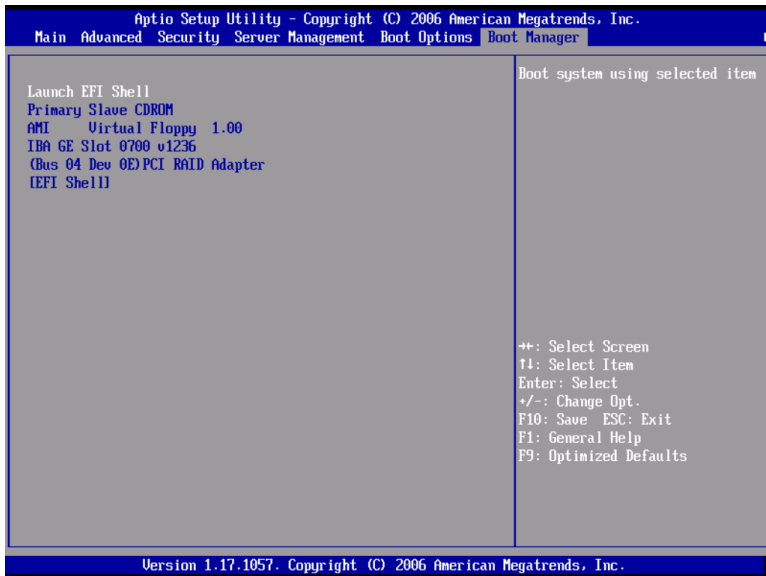 Aptio Setup Utility - Copyright (C) 2006 American Megatrends, Inc.
Main Advanced Security Server Management Boot Options Boot Manager
Boot system using selected item
Launch EFI Shell
Primary Slave CDROM
AMI Virtual Floppy 1.00
IBA GE Slot 0700 v1236
(Bus 04 Dev 0E)PCI RAID Adapter
[EFI Shell]
→←: Select Screen
↑↓: Select Item
Enter: Select
+/-: Change Opt.
F10: Save ESC: Exit
F1: General Help
F9: Optimized Defaults
Version 1.17.1057. Copyright (C) 2006 American Megatrends, Inc.